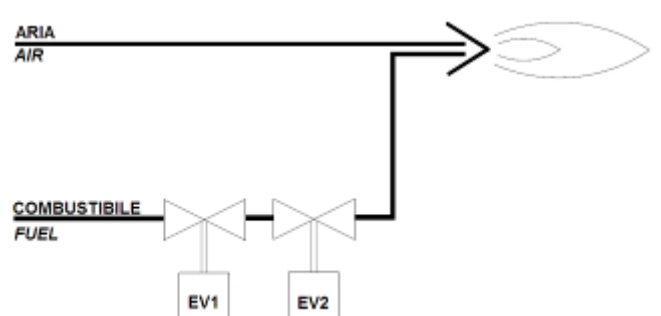 ARIA
AIR
COMBUSTIBILE
FUEL
EV1
EV2